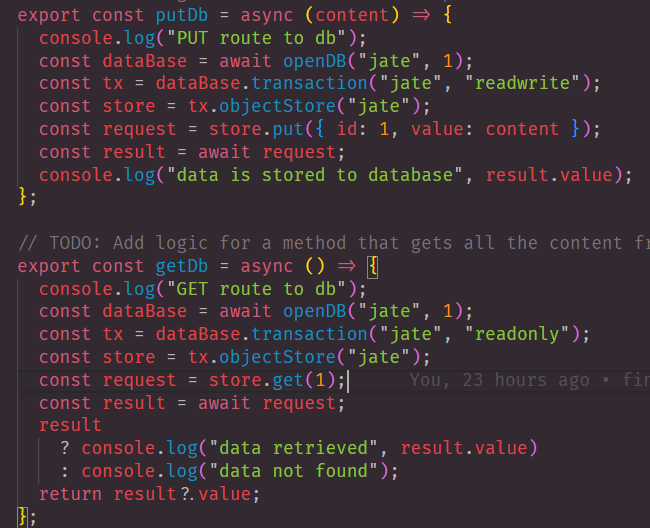 export const putDb = async (content) => {
  console.log("PUT route to db");
  const dataBase = await openDB("jate", 1);
  const tx = dataBase.transaction("jate", "readwrite");
  const store = tx.objectStore("jate");
  const request = store.put({ id: 1, value: content });
  const result = await request;
  console.log("data is stored to database", result.value);
};
// TODO: Add logic for a method that gets all the content
export const getDb = async () => {
  console.log("GET route to db");
  const dataBase = await openDB("jate", 1);
  const tx = dataBase.transaction("jate", "readonly");
  const store = tx.objectStore("jate");
  const request = store.get(1); You, 23 hours ago •
  const result = await request;
  result
    ? console.log("data retrieved", result.value)
    : console.log("data not found");
  return result?.value;
};